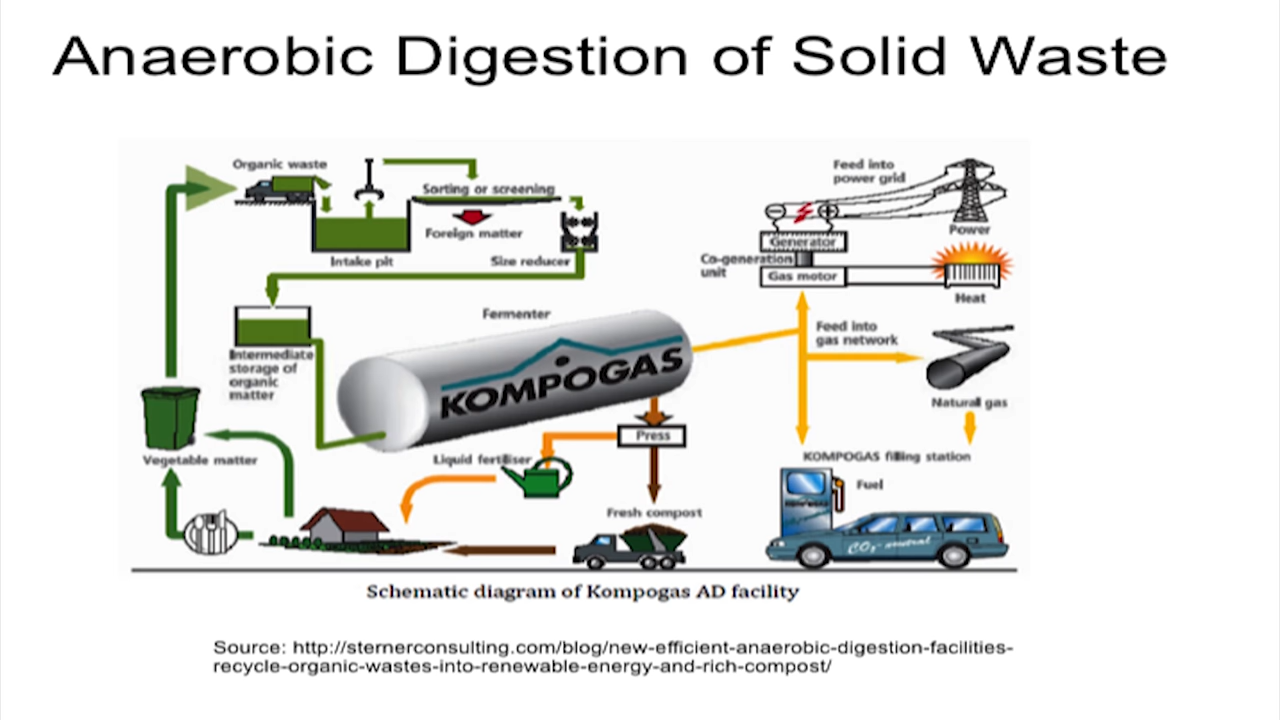 Anaerobic Digestion of Solid Waste
Organic waste
Sorting or screening
Foreign matter
Intake pit
Size reducer
Feed into
power grid
Power
Generator
Co-generation
unit
Gas motor
Heat
Fermenter
Feed into
gas network
Intermediate
storage of
organic
matter
KOMPOGAS
Natural gas
Press
Vegetable matter
Liquid fertiliser
KOMPOGAS filling station
Fuel
KOMPOGAS
Fresh compost
CO2-neutral
Schematic diagram of Kompogas AD facility
Source: http://sternerconsulting.com/blog/new-efficient-anaerobic-digestion-facilities-
recycle-organic-wastes-into-renewable-energy-and-rich-compost/